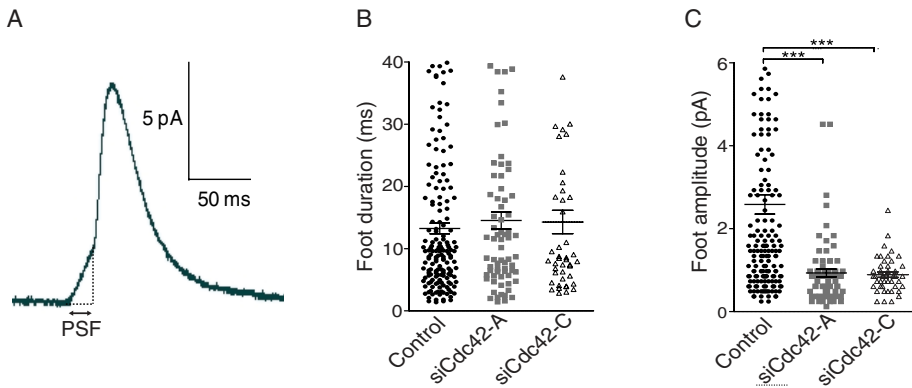 A
5 pA
50 ms
PSF
B
Foot duration (ms)
40
30
20
10
0
Control
siCdc42-A
siCdc42-C
C
Foot amplitude (pA)
6
4
2
0
***
***
Control
siCdc42-A
siCdc42-C